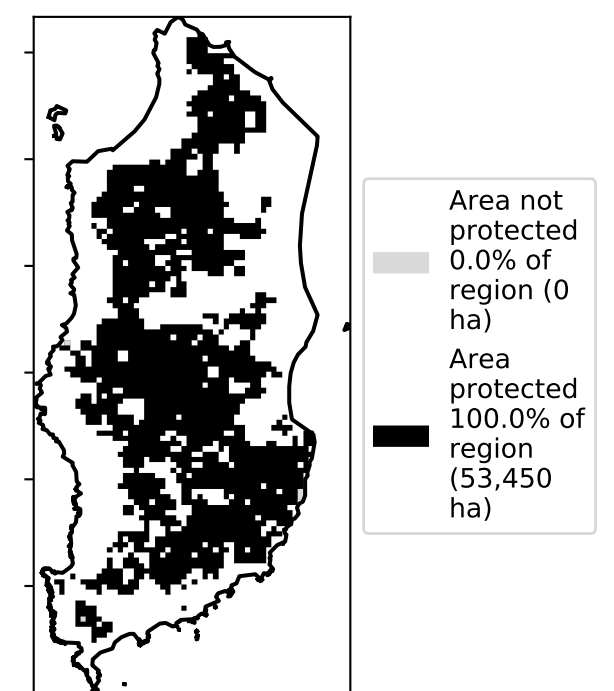 Area not
protected
0.0% of
region (0
ha)
Area
protected
100.0% of
region
(53,450
ha)